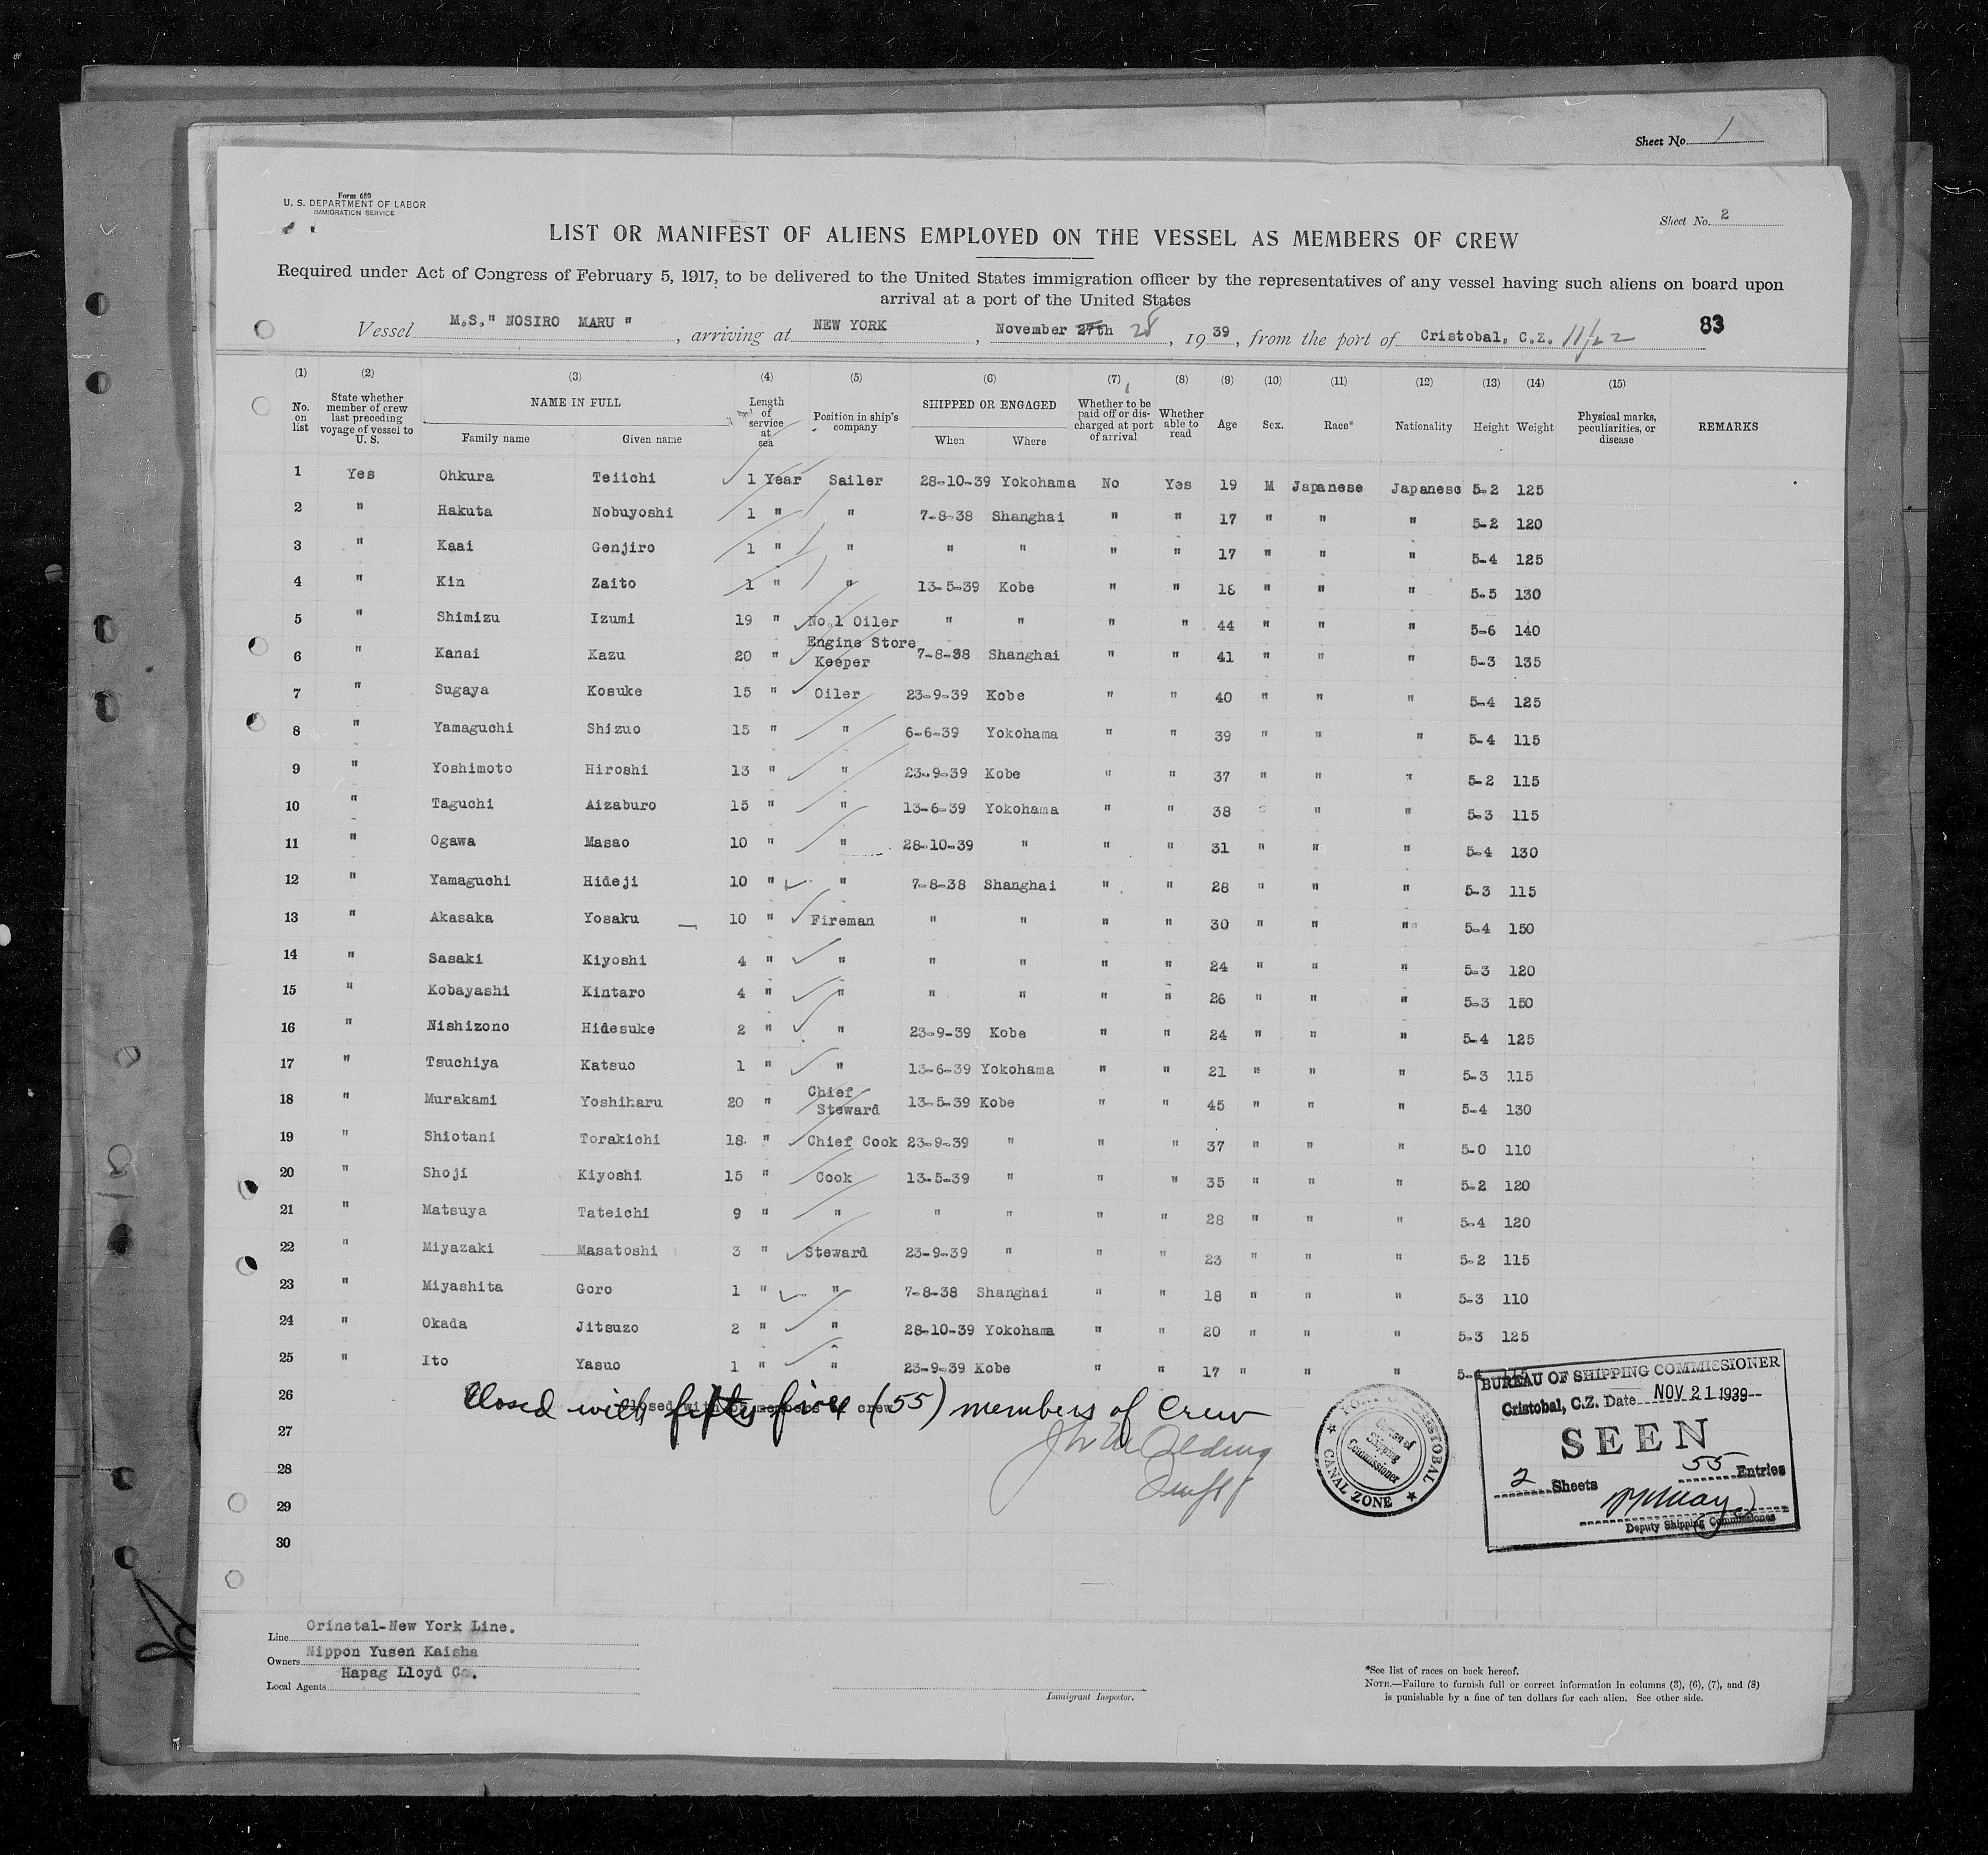 Sheet No. 1
Form 680
U. S. DEPARTMENT OF LABOR
IMMIGRATION SERVICE
Sheet No. 2
LIST OR MANIFEST OF ALIENS EMPLOYED ON THE VESSEL AS MEMBERS OF CREW
Required under Act of Congress of February 5, 1917, to be delivered to the United States immigration officer by the representatives of any vessel having such aliens on board upon
arrival at a port of the United States
Vessel M.S." NOSIRO MARU ", arriving at NEW YORK, November 27th 28, 1939, from the port of Cristobal, C.Z. 11/22 83
(1) (2) (3) (4) (5) (6) (7) (8) (9) (10) (11) (12) (13) (14) (15)
No. on list State whether member of crew last preceding voyage of vessel to U. S. NAME IN FULL Family name Given name Length of service at sea Position in ship's company SHIPPED OR ENGAGED When Where Whether to be paid off or discharged at port of arrival Whether able to read Age Sex. Race* Nationality Height Weight Physical marks, peculiarities, or disease REMARKS
1 Yes Ohkura Teiichi 1 Year Sailer 28-10-39 Yokohama No Yes 19 M Japanese Japanese 5-2 125
2 " Hakuta Nobuyoshi 1 " " 7-8-38 Shanghai " " 17 " " " 5-2 120
3 " Kaai Genjiro 1 " " " " " " 17 " " " 5-4 125
4 " Kin Zaito 1 " " 13-5-39 Kobe " " 18 " " " 5-5 130
5 " Shimizu Izumi 19 " No.1 Oiler " " " " 44 " " " 5-6 140
6 " Kanai Kazu 20 " Engine Store Keeper 7-8-38 Shanghai " " 41 " " " 5-3 135
7 " Sugaya Kosuke 15 " Oiler 23-9-39 Kobe " " 40 " " " 5-4 125
8 " Yamaguchi Shizuo 15 " " 6-6-39 Yokohama " " 39 " " " 5-4 115
9 " Yoshimoto Hiroshi 13 " " 23-9-39 Kobe " " 37 " " " 5-2 115
10 " Taguchi Aizaburo 15 " " 13-6-39 Yokohama " " 38 " " " 5-3 115
11 " Ogawa Masao 10 " " 28-10-39 " " " 31 " " " 5-4 130
12 " Yamaguchi Hideji 10 " " 7-8-38 Shanghai " " 28 " " " 5-3 115
13 " Akasaka Yosaku 10 " Fireman " " " " 30 " " " 5-4 150
14 " Sasaki Kiyoshi 4 " " " " " " 24 " " " 5-3 120
15 " Kobayashi Kintaro 4 " " " " " " 26 " " " 5-3 150
16 " Nishizono Hidesuke 2 " " 23-9-39 Kobe " " 24 " " " 5-4 125
17 " Tsuchiya Katsuo 1 " " 13-6-39 Yokohama " " 21 " " " 5-3 115
18 " Murakami Yoshiharu 20 " Chief Steward 13-5-39 Kobe " " 45 " " " 5-4 130
19 " Shiotani Torakichi 18 " Chief Cook 23-9-39 " " " 37 " " " 5-0 110
20 " Shoji Kiyoshi 15 " Cook 13-5-39 " " " 35 " " " 5-2 120
21 " Matsuya Tateichi 9 " " " " " " 28 " " " 5-4 120
22 " Miyazaki Masatoshi 3 " Steward 23-9-39 " " " 23 " " " 5-2 115
23 " Miyashita Goro 1 " " 7-8-38 Shanghai " " 18 " " " 5-3 110
24 " Okada Jitsuzo 2 " " 28-10-39 Yokohama " " 20 " " " 5-3 125
25 " Ito Yasuo 1 " " 23-9-39 Kobe " " 17 " " "
26 Closed with fifty five (55) members of Crew
27
28
29
30
PORT OF CRISTOBAL
CANAL ZONE
Shipping
Commissioner
BUREAU OF SHIPPING COMMISSIONER
Cristobal, C.Z. Date NOV 21 1939
SEEN
2 Sheets 55 Entries
Deputy Shipping Commissioner
Line Orinetal-New York Line.
Owners Nippon Yusen Kaisha
Local Agents Hapag Lloyd Co.
Immigrant Inspector.
*See list of races on back hereof.
NOTE.—Failure to furnish full or correct information in columns (3), (6), (7), and (8)
is punishable by a fine of ten dollars for each alien. See other side.